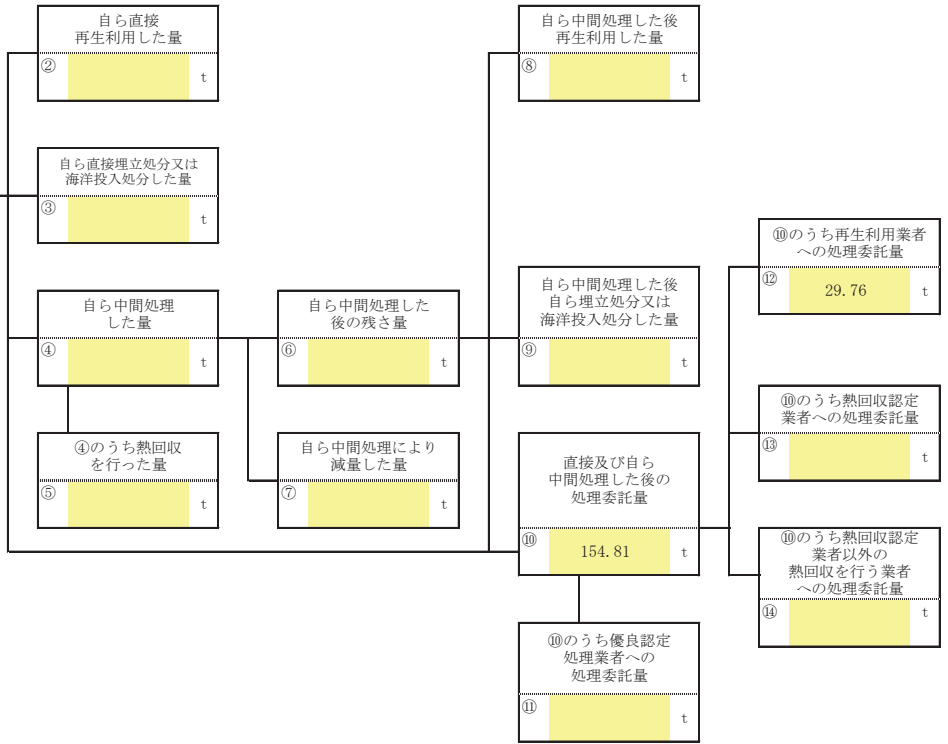 自ら直接
再生利用した量
②
t
自ら直接埋立処分又は
海洋投入処分した量
③
t
自ら中間処理
した量
④
t
④のうち熱回収
を行った量
⑤
t
自ら中間処理した
後の残さ量
⑥
t
自ら中間処理により
減量した量
⑦
t
自ら中間処理した後
再生利用した量
⑧
t
自ら中間処理した後
自ら埋立処分又は
海洋投入処分した量
⑨
t
直接及び自ら
中間処理した後の
処理委託量
⑩ 154.81 t
⑩のうち優良認定
処理業者への
処理委託量
⑪
t
⑩のうち再生利用業者
への処理委託量
⑫ 29.76 t
⑩のうち熱回収認定
業者への処理委託量
⑬
t
⑩のうち熱回収認定
業者以外の
熱回収を行う業者
への処理委託量
⑭
t